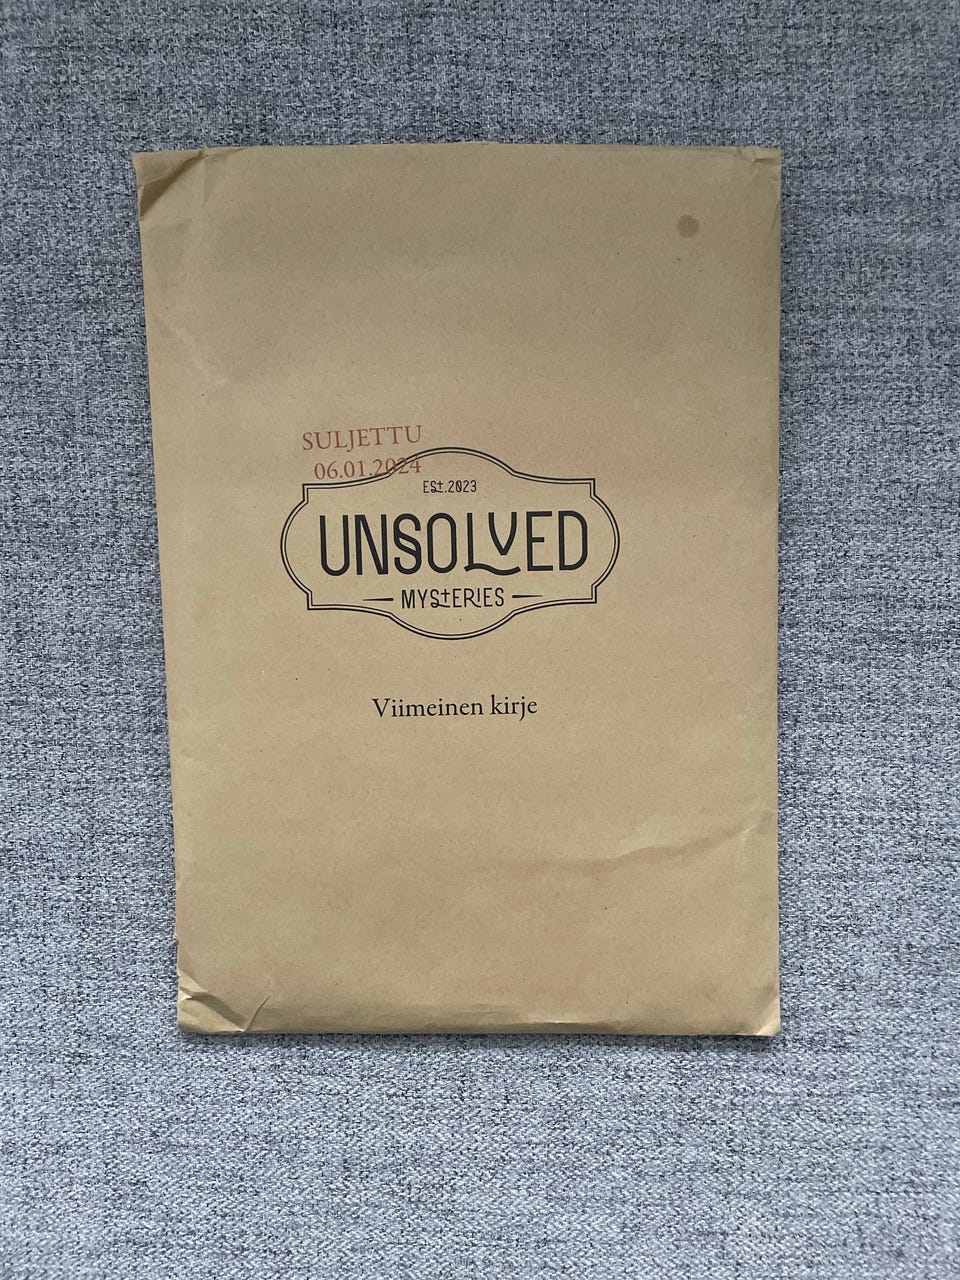 SULJETTU
06.01.2024
Est.2023
UNSOLVED
MYSTERIES
Viimeinen kirje